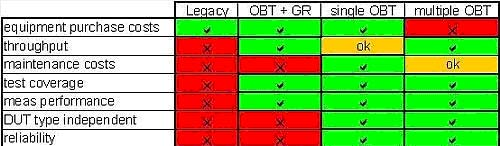 Legacy OBT + GR single OBT multiple OBT
equipment purchase costs ✓ ✓ ✓ ×
throughput × ✓ ok ✓
maintenance costs × × ✓ ok
test coverage × ✓ ✓ ✓
meas performance × ✓ ✓ ✓
DUT type independent × × ✓ ✓
reliability × × ✓ ✓